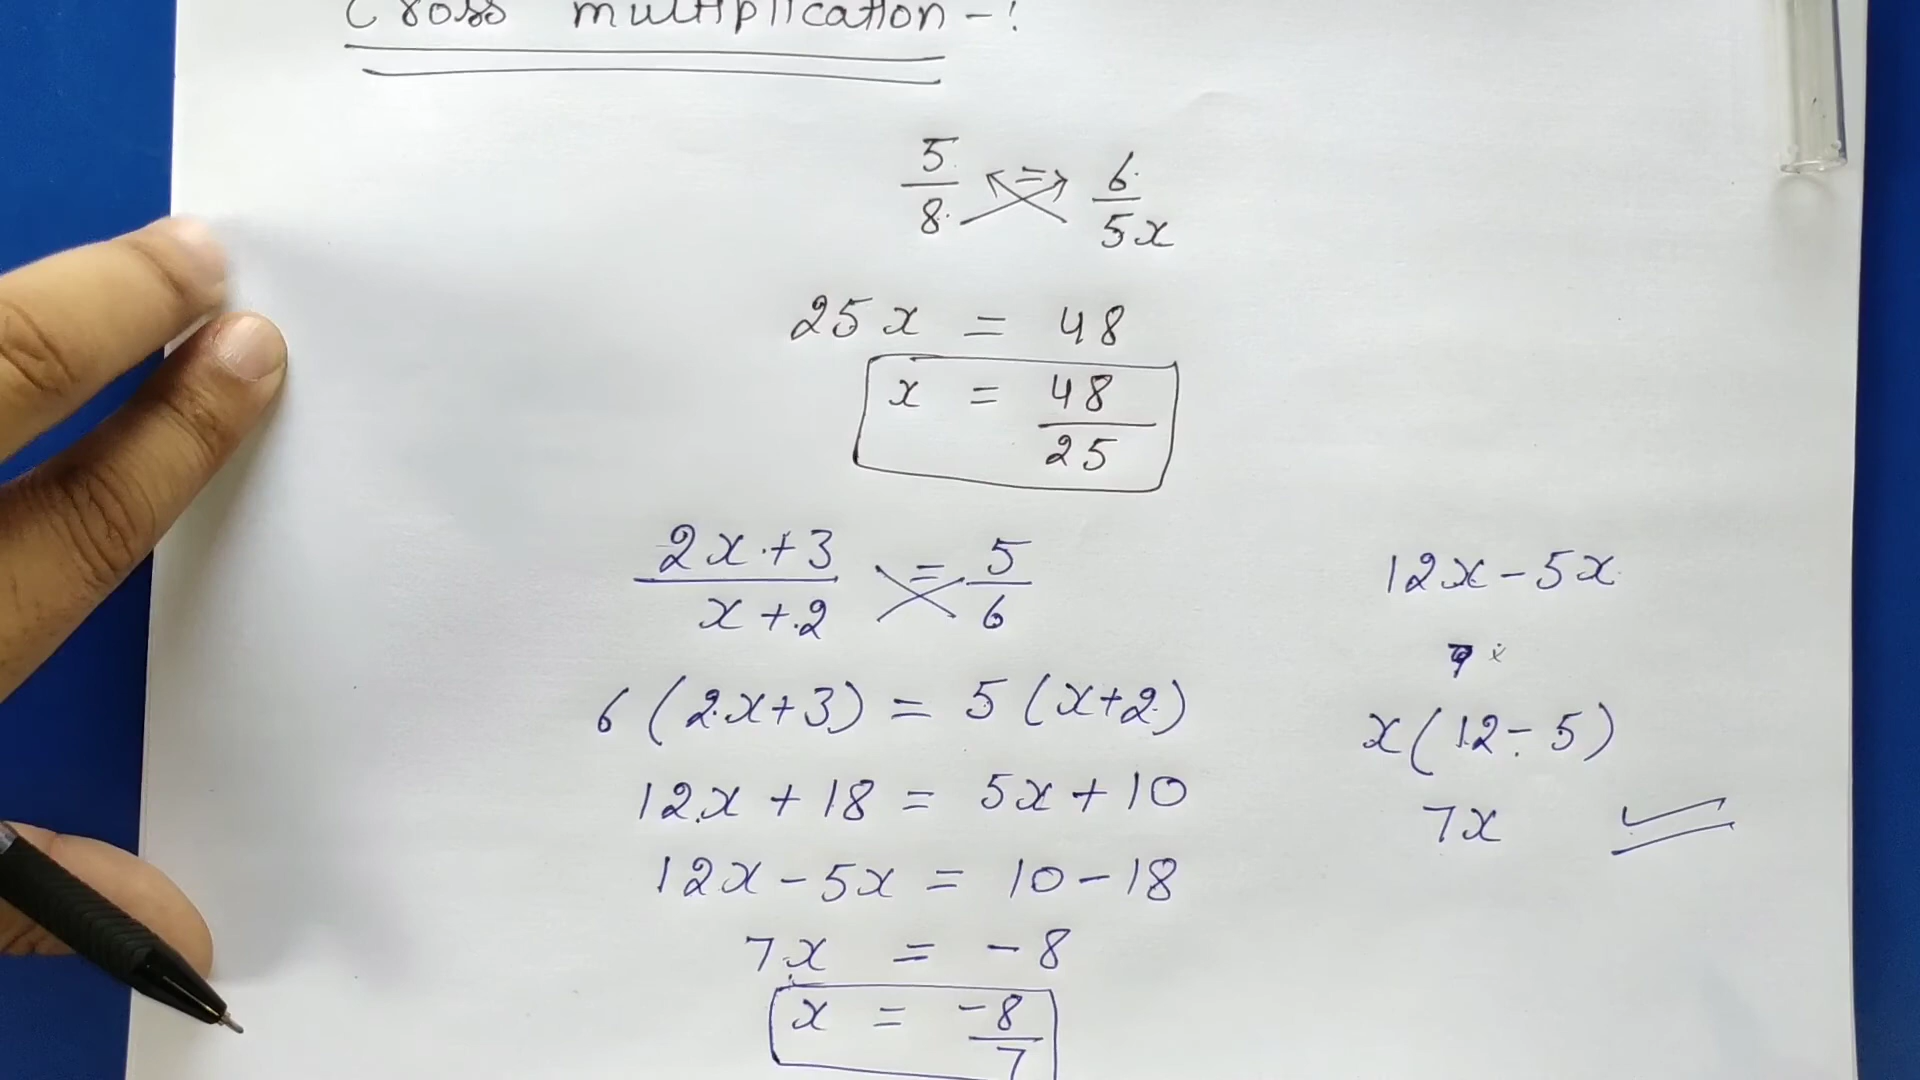 Cross multiplication -:
5/8 = 6/5x
25x = 48
x = 48/25
2x+3/x+2 = 5/6
6(2x+3) = 5(x+2)
12x + 18 = 5x + 10
12x - 5x = 10 - 18
7x = -8
x = -8/7
12x - 5x
x(12-5)
7x